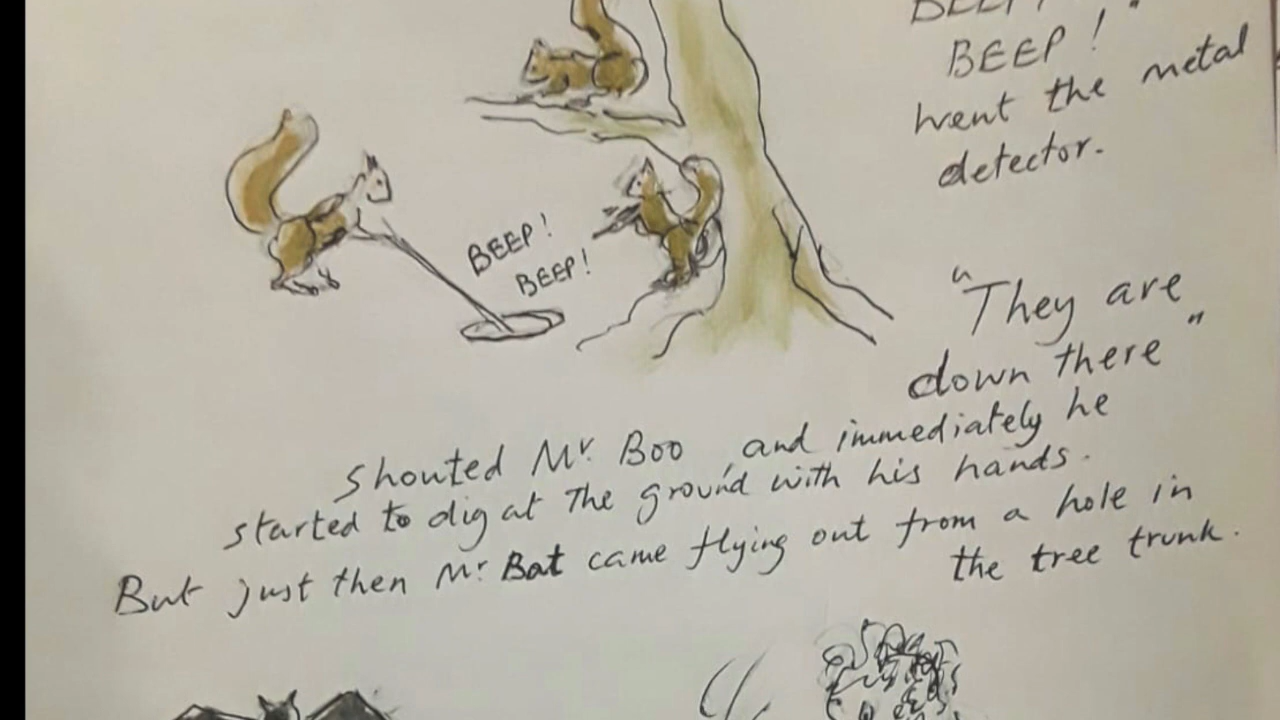 BEEP!
BEEP!
went the metal
detector.
BEEP!
BEEP!
"They are
down there"
shouted Mr. Boo, and immediately he
started to dig at the ground with his hands.
But just then Mr. Bat came flying out from a hole in
the tree trunk.